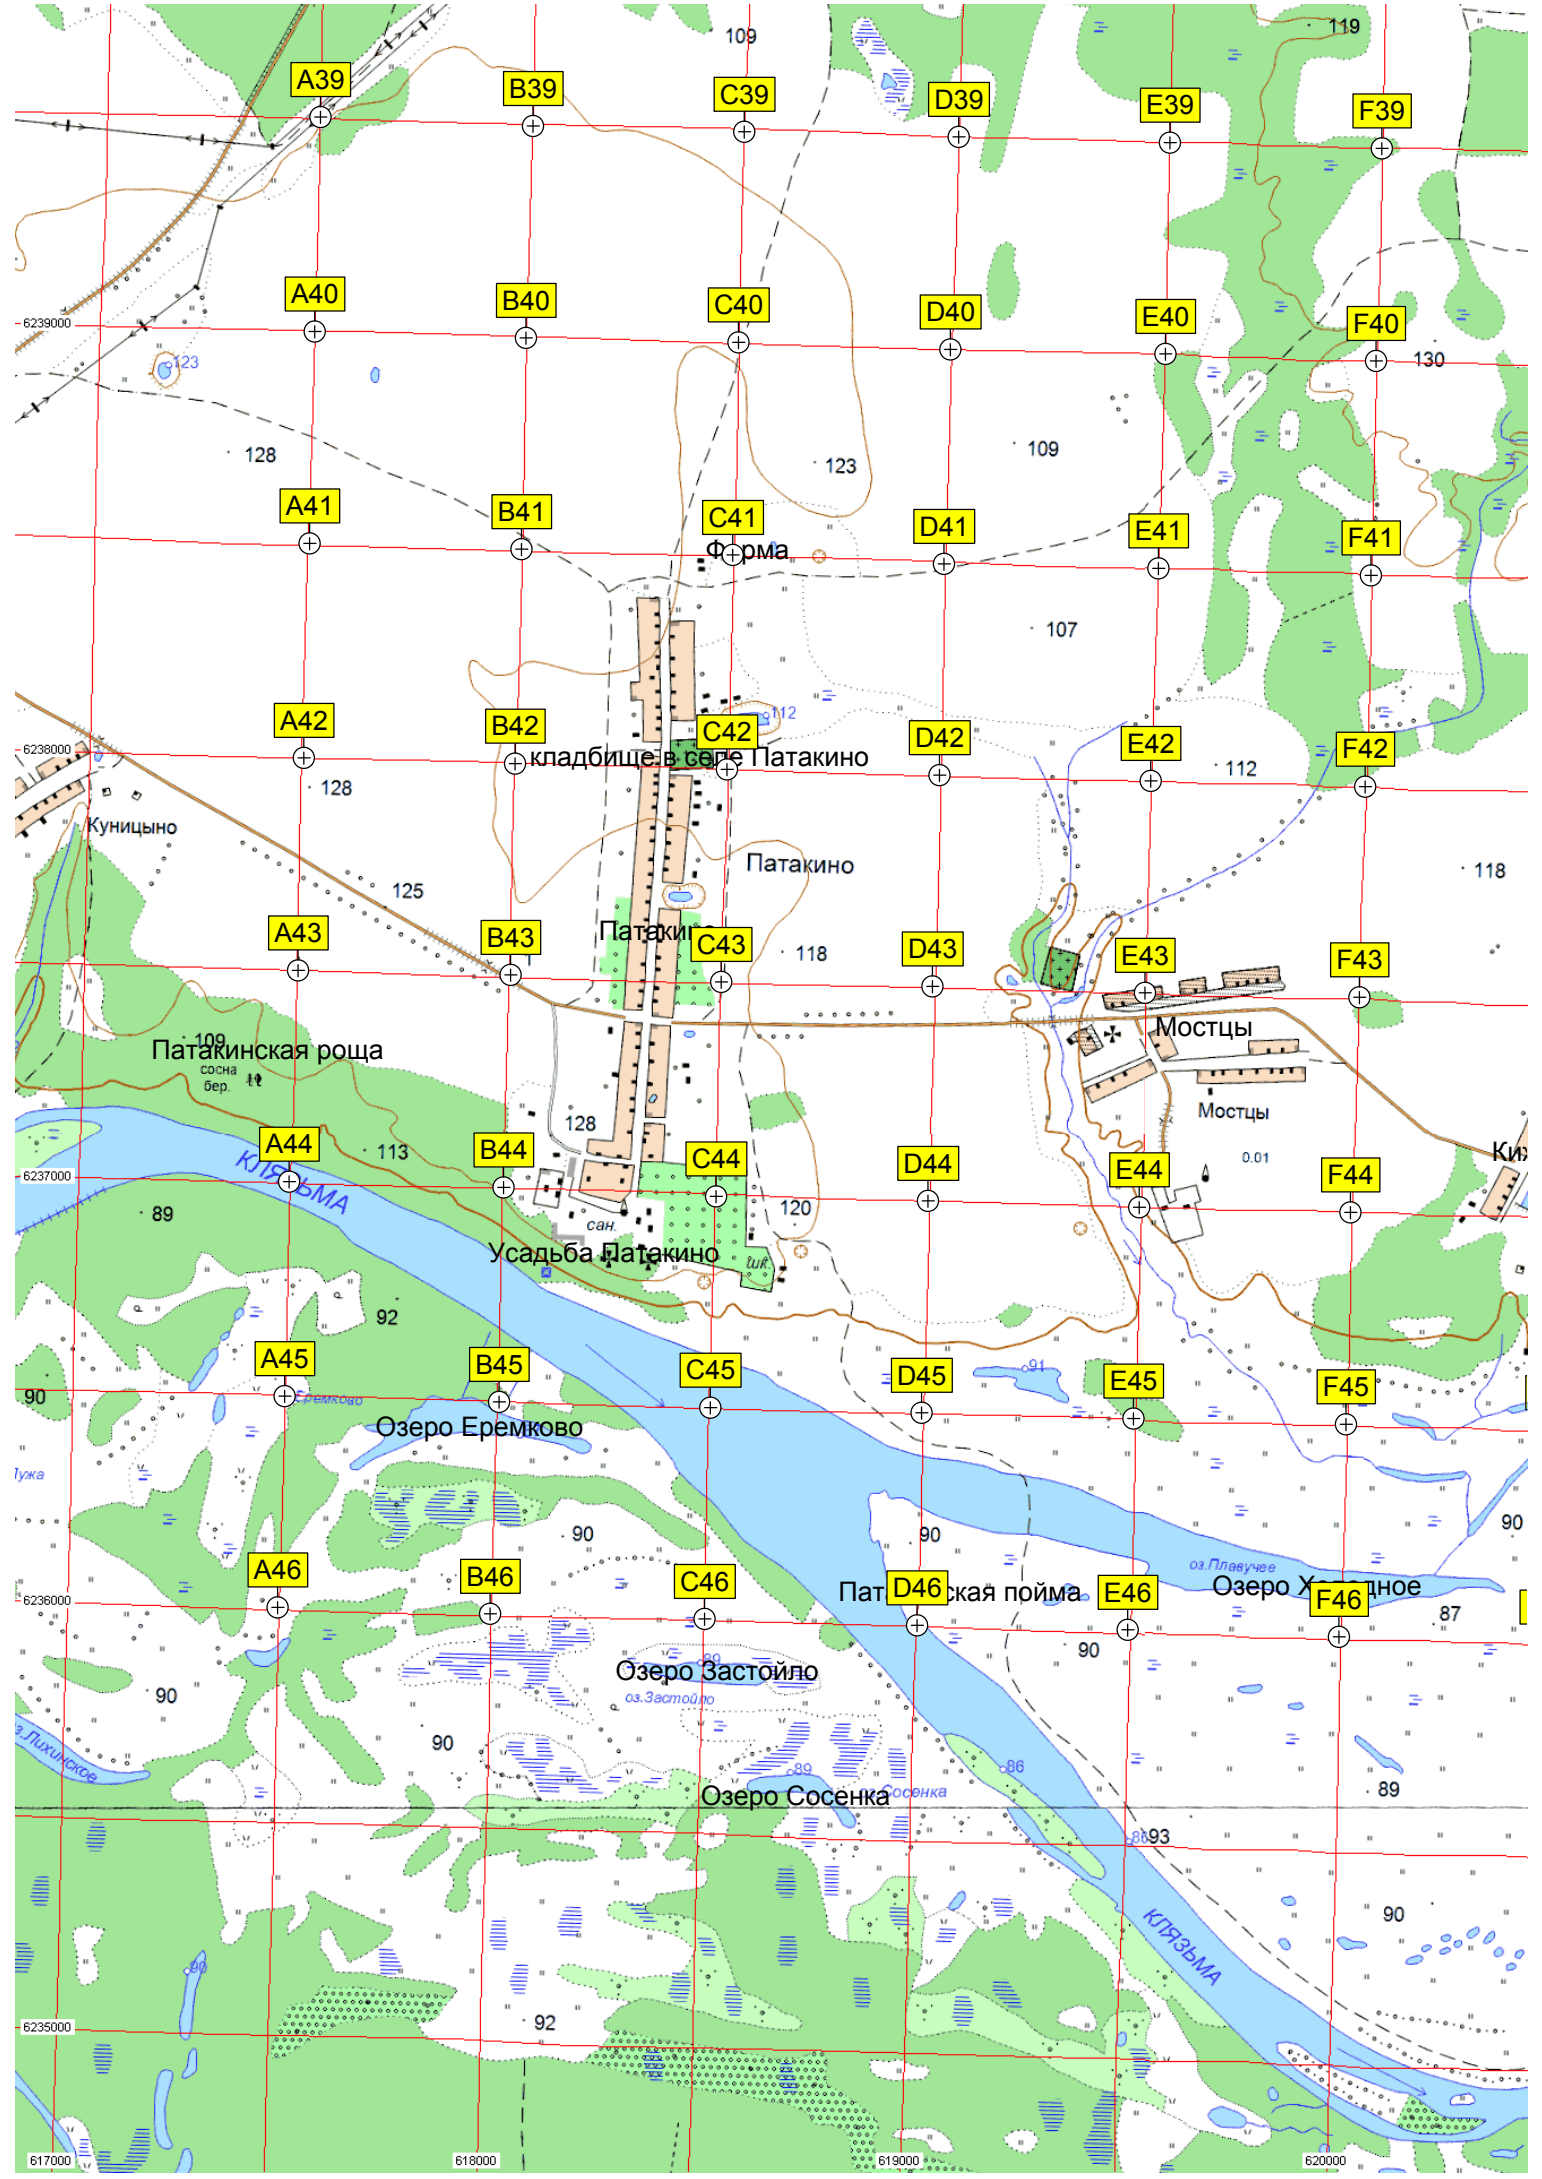 109
119
A39
B39
C39
D39
E39
F39
A40
B40
C40
D40
E40
F40
6239000
123
130
128
123
109
A41
B41
C41
D41
E41
F41
107
112
A42
B42
C42
D42
E42
F42
6238000
кладбище в селе Патакино
128
112
Куницыно
Патакино
118
125
A43
B43
C43
D43
E43
F43
118
109
Патакинская роща
сосна
бер.
Мостцы
Мостцы
128
0.01
113
A44
B44
C44
D44
E44
F44
6237000
КЛЯЗЬМА
89
120
сан.
Усадьба Патакино
шк.
92
91
A45
B45
C45
D45
E45
F45
90
Озеро Еремково
90
90
90
оз.Плавучее
A46
B46
C46
D46
E46
F46
6236000
87
90
89
Озеро Застойло
оз.Застойло
90
90
86
89
89
Озеро Сосенка
оз.Сосенка
оз.Лихинское
86
93
90
КЛЯЗЬМА
90
92
6235000
617000
618000
619000
620000